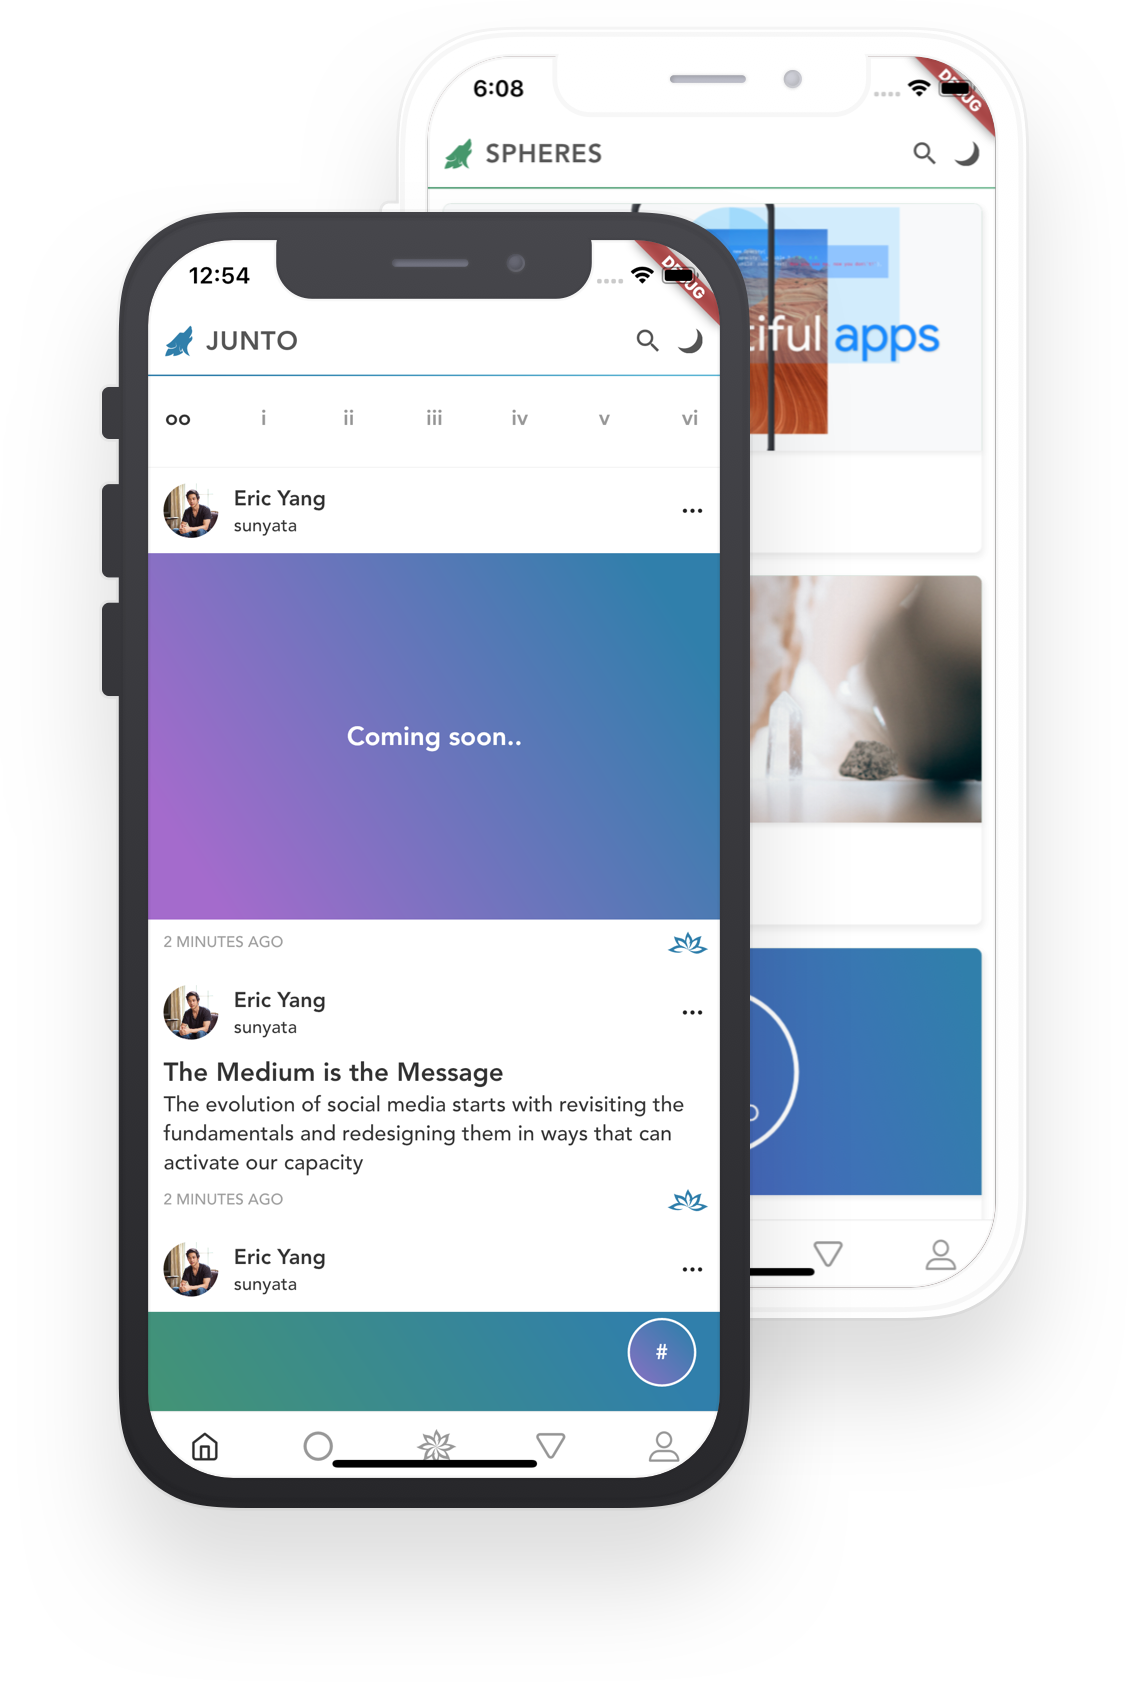 6:08
DEBUG
SPHERES
tiful apps
12:54
DEBUG
JUNTO
oo i ii iii iv v vi
Eric Yang
sunyata
Coming soon..
2 MINUTES AGO
Eric Yang
sunyata
The Medium is the Message
The evolution of social media starts with revisiting the
fundamentals and redesigning them in ways that can
activate our capacity
2 MINUTES AGO
Eric Yang
sunyata
#